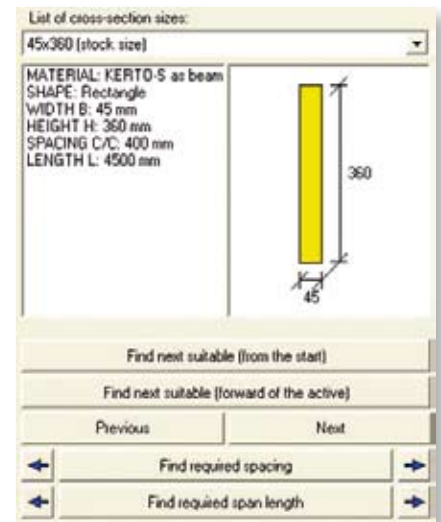 List of cross-section sizes:
45x360 (stock size)
MATERIAL: KERTO-S as beam
SHAPE: Rectangle
WIDTH B: 45 mm
HEIGHT H: 360 mm
SPACING C/C: 400 mm
LENGTH L: 4500 mm
360
45
Find next suitable (from the start)
Find next suitable (forward of the active)
Previous Next
Find required spacing
Find required span length